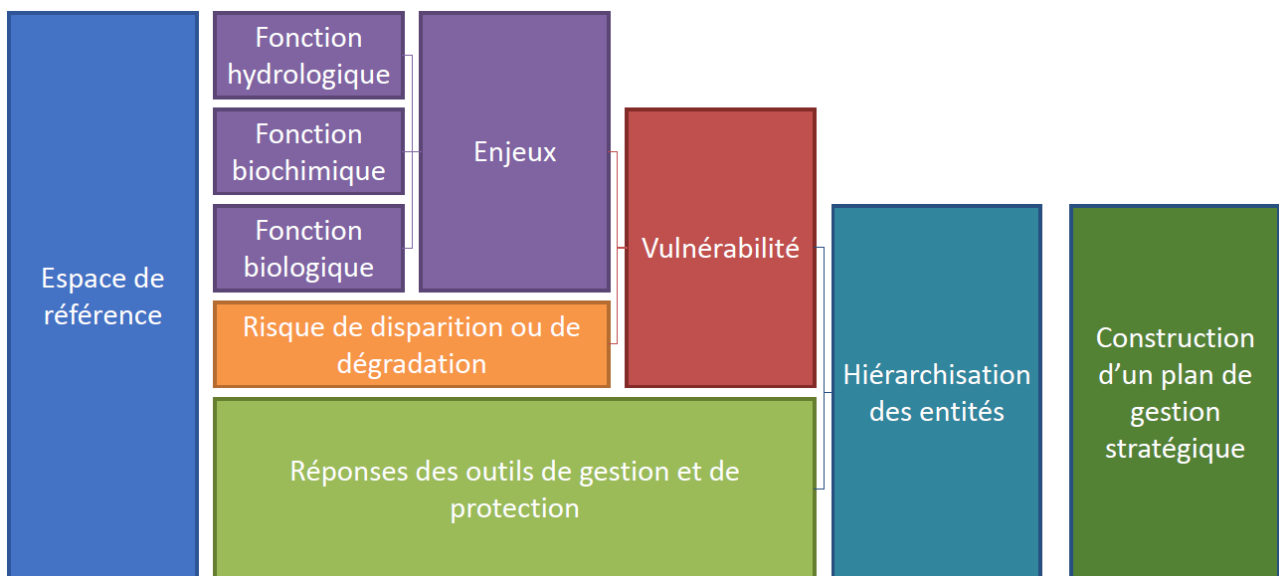 Espace de
référence
Fonction
hydrologique
Fonction
biochimique
Fonction
biologique
Enjeux
Risque de disparition ou de
dégradation
Vulnérabilité
Réponses des outils de gestion et de
protection
Hiérarchisation
des entités
Construction
d'un plan de
gestion
stratégique